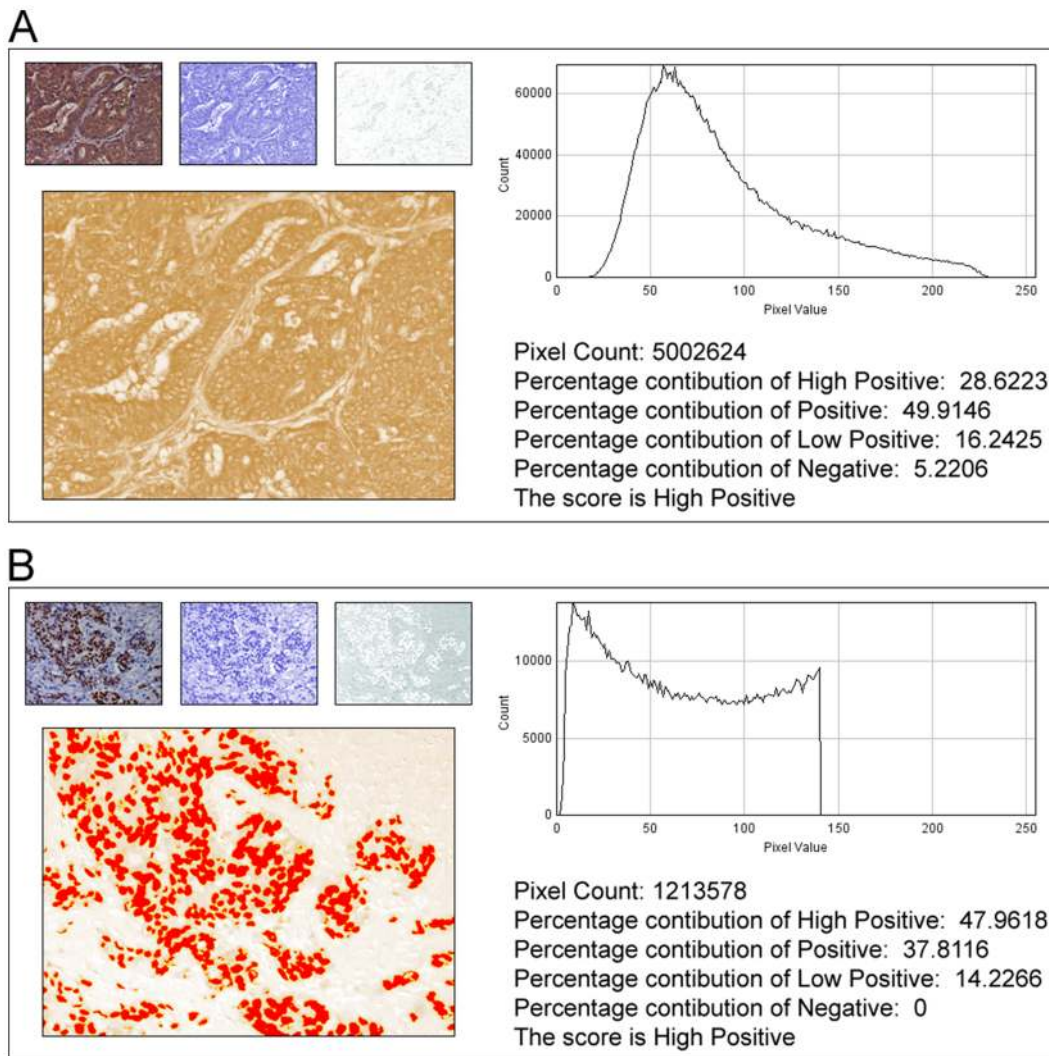 A
60000
40000
20000
0
Count
0 50 100 150 200 250
Pixel Value
Pixel Count: 5002624
Percentage contibution of High Positive: 28.6223
Percentage contibution of Positive: 49.9146
Percentage contibution of Low Positive: 16.2425
Percentage contibution of Negative: 5.2206
The score is High Positive
B
10000
5000
0
Count
0 50 100 150 200 250
Pixel Value
Pixel Count: 1213578
Percentage contibution of High Positive: 47.9618
Percentage contibution of Positive: 37.8116
Percentage contibution of Low Positive: 14.2266
Percentage contibution of Negative: 0
The score is High Positive